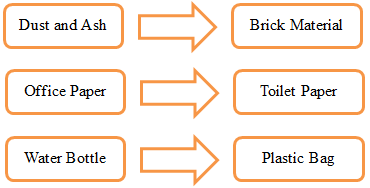 Dust and Ash
Brick Material
Office Paper
Toilet Paper
Water Bottle
Plastic Bag